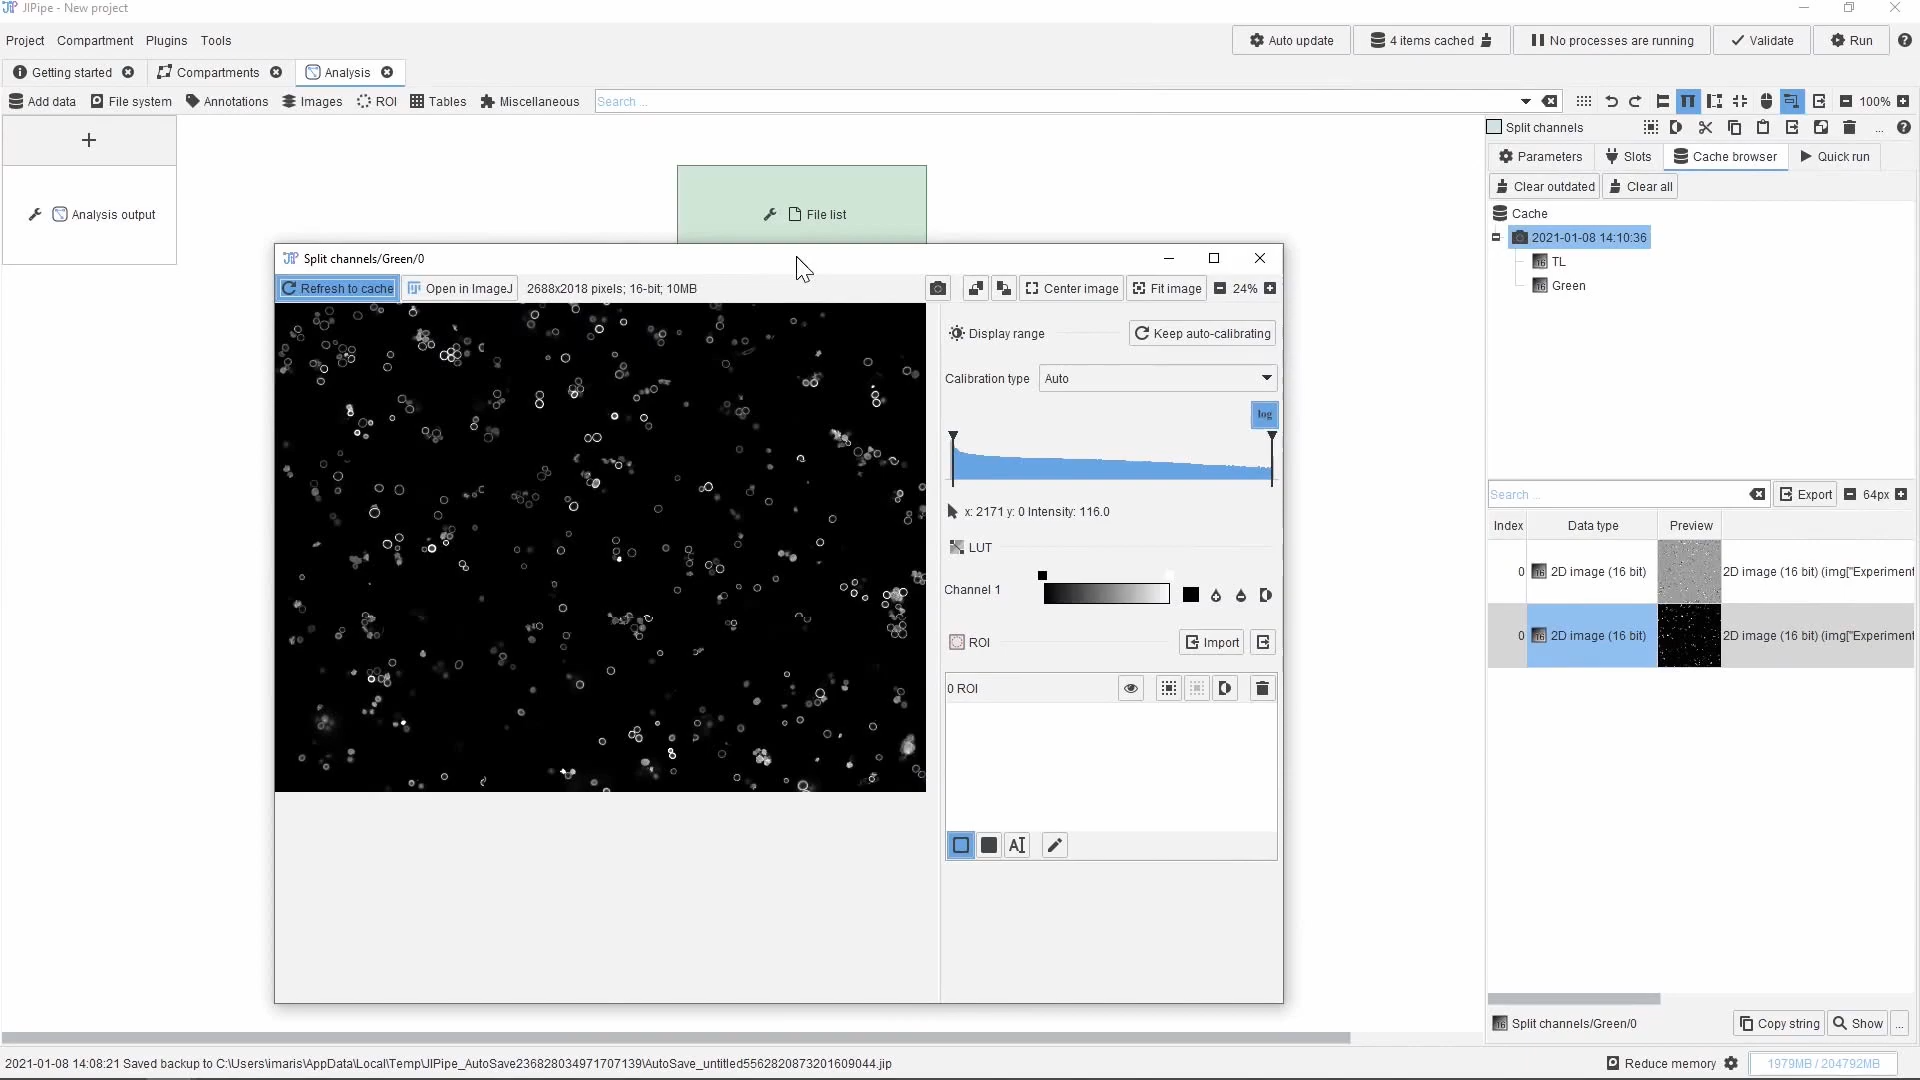 JIPipe - New project
Project Compartment Plugins Tools
Auto update 4 items cached No processes are running Validate Run
Getting started Compartments Analysis
Add data File system Annotations Images ROI Tables Miscellaneous Search ... 100%
Split channels
Parameters Slots Cache browser Quick run
Clear outdated Clear all
Cache
2021-01-08 14:10:36
TL
Green
Analysis output
File list
Split channels/Green/0
Refresh to cache Open in ImageJ 2688x2018 pixels; 16-bit; 10MB Center image Fit image 24%
Display range Keep auto-calibrating
Calibration type Auto
log
x: 2171 y: 0 Intensity: 116.0
LUT
Channel 1
ROI Import
0 ROI
AI
Search ... Export 64px
Index Data type Preview
0 16 2D image (16 bit) 2D image (16 bit) (img["Experiment
0 16 2D image (16 bit) 2D image (16 bit) (img["Experiment
Split channels/Green/0 Copy string Show ...
2021-01-08 14:08:21 Saved backup to C:\Users\imaris\AppData\Local\Temp\JIPipe_AutoSave236828034971707139\AutoSave_untitled5562820873201609044.jip
Reduce memory 1979MB / 204792MB